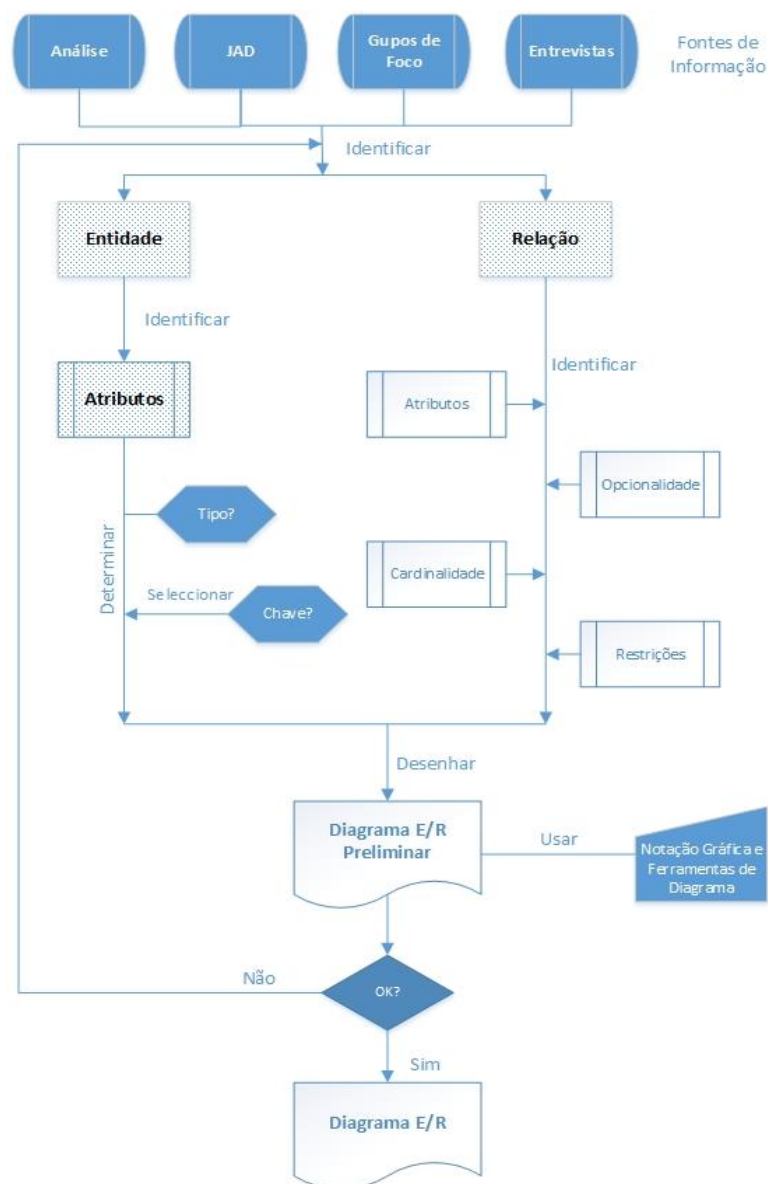 Análise
JAD
Gupos de
Foco
Entrevistas
Fontes de
Informação
Identificar
Entidade
Relação
Identificar
Identificar
Atributos
Atributos
Opcionalidade
Tipo?
Determinar
Cardinalidade
Seleccionar
Chave?
Restrições
Desenhar
Diagrama E/R
Preliminar
Usar
Notação Gráfica e
Ferramentas de
Diagrama
Não
OK?
Sim
Diagrama E/R